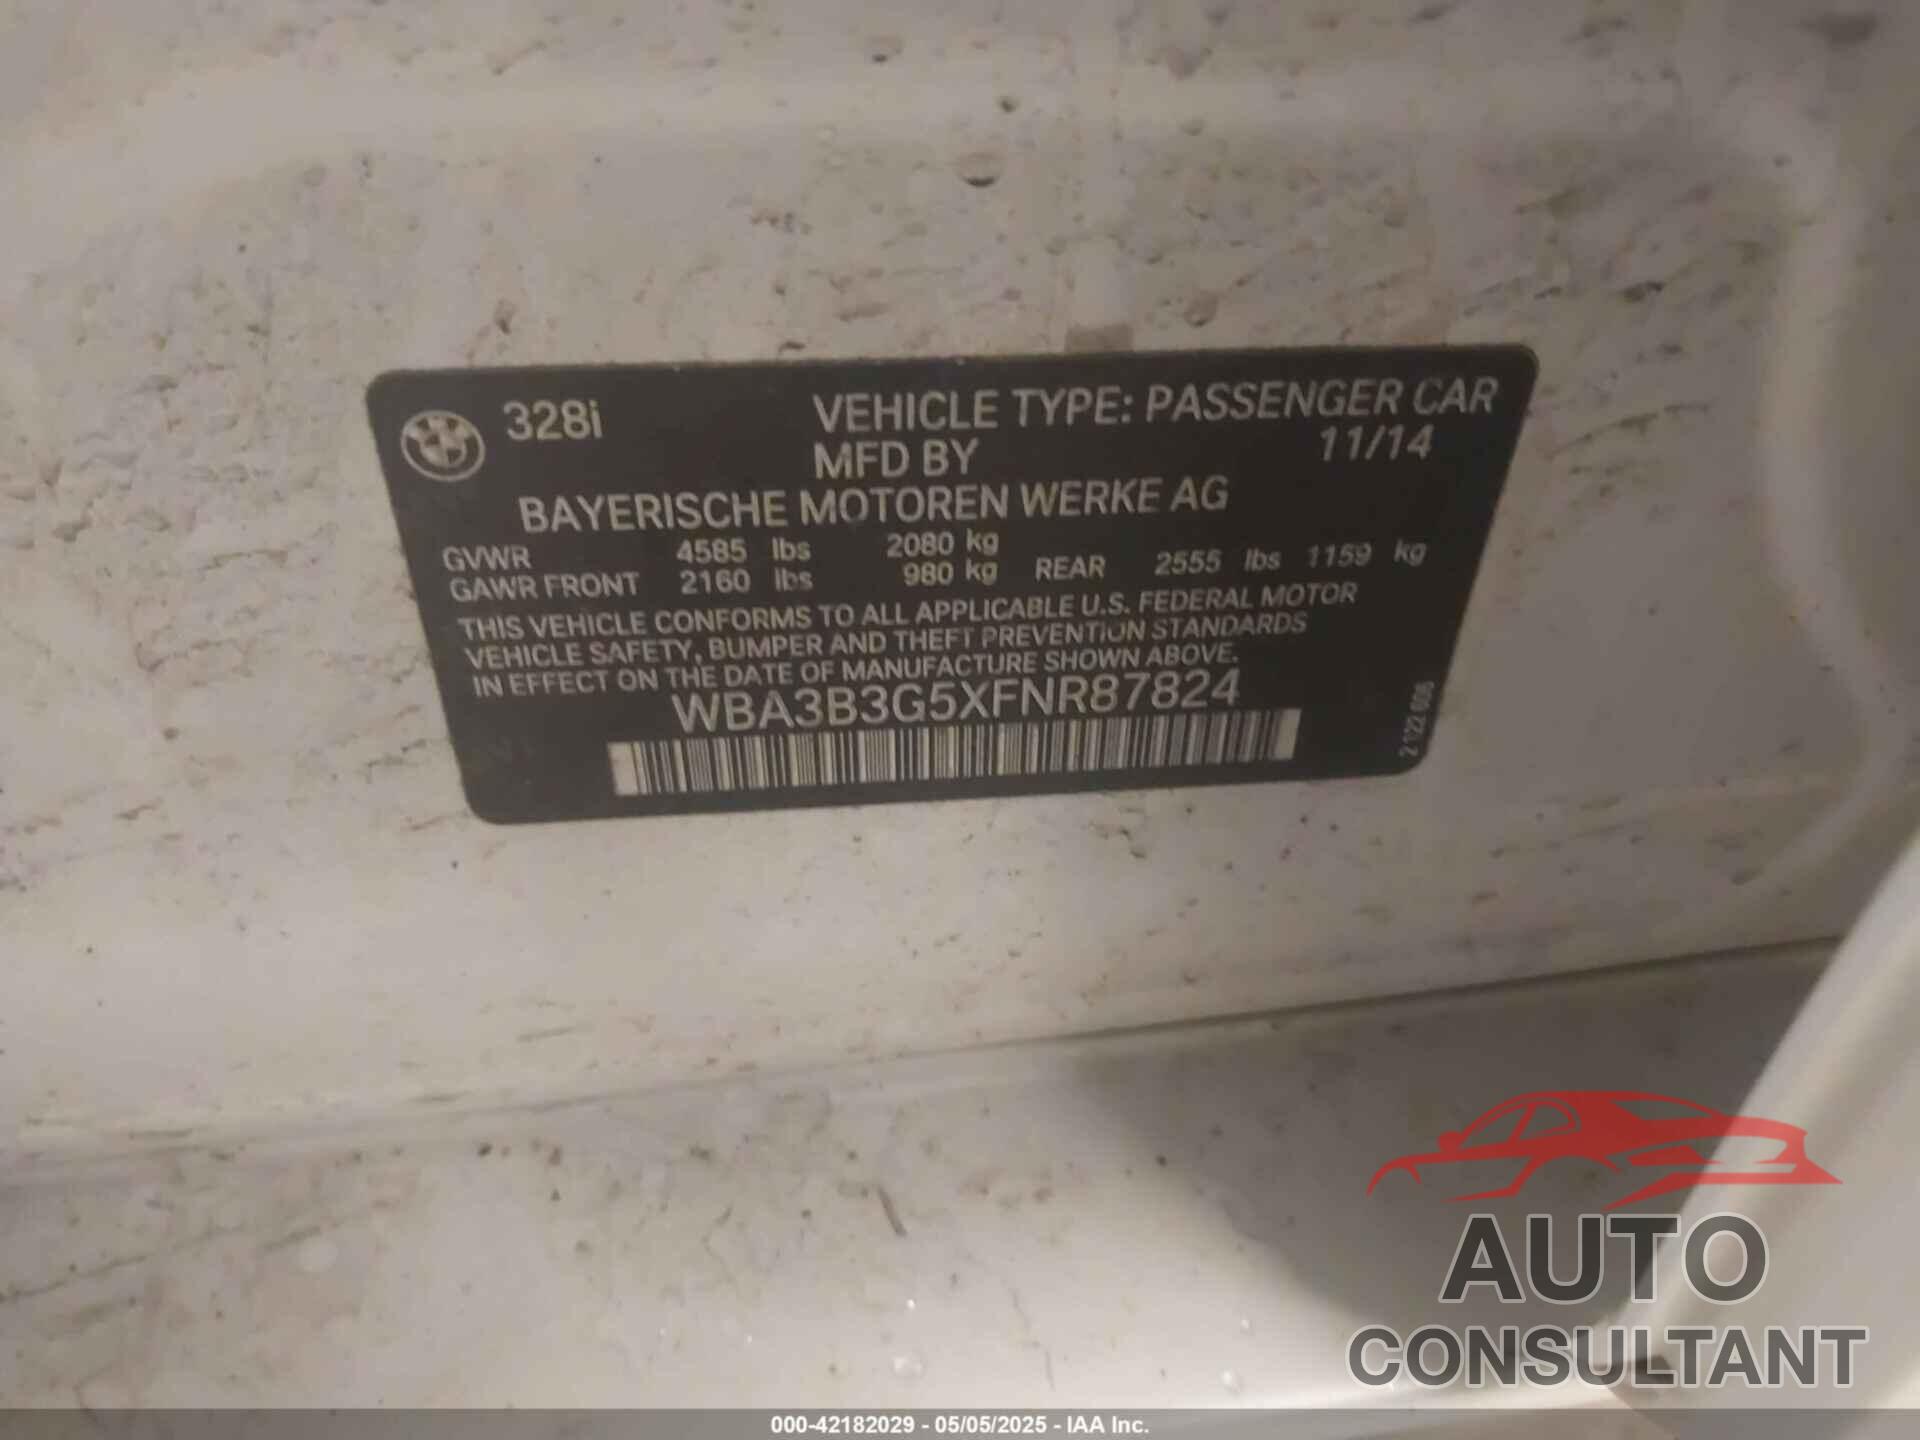 328i
VEHICLE TYPE: PASSENGER CAR
MFD BY 11/14
BAYERISCHE MOTOREN WERKE AG
GVWR 4585 lbs 2080 kg
GAWR FRONT 2160 lbs 980 kg REAR 2555 lbs 1159 kg
THIS VEHICLE CONFORMS TO ALL APPLICABLE U.S. FEDERAL MOTOR
VEHICLE SAFETY, BUMPER AND THEFT PREVENTION STANDARDS
IN EFFECT ON THE DATE OF MANUFACTURE SHOWN ABOVE.
WBA3B3G5XFNR87824
2 122 606
AUTO
CONSULTANT
000-42182029 - 05/05/2025 - IAA Inc.